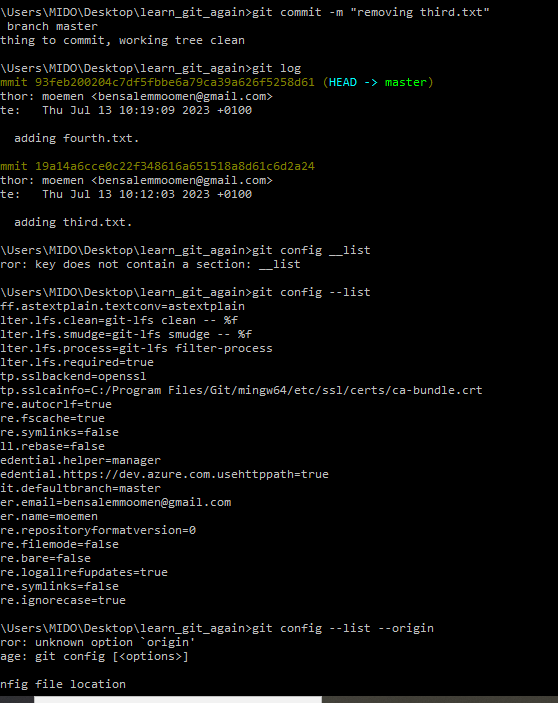 \Users\MIDO\Desktop\learn_git_again>git commit -m "removing third.txt"
 branch master
thing to commit, working tree clean
\Users\MIDO\Desktop\learn_git_again>git log
mmit 93feb200204c7df5fbbe6a79ca39a626f5258d61 (HEAD -> master)
thor: moemen <bensalemmoomen@gmail.com>
te:   Thu Jul 13 10:19:09 2023 +0100
  adding fourth.txt.
mmit 19a14a6cce0c22f348616a651518a8d61c6d2a24
thor: moemen <bensalemmoomen@gmail.com>
te:   Thu Jul 13 10:12:03 2023 +0100
  adding third.txt.
\Users\MIDO\Desktop\learn_git_again>git config __list
ror: key does not contain a section: __list
\Users\MIDO\Desktop\learn_git_again>git config --list
ff.astextplain.textconv=astextplain
lter.lfs.clean=git-lfs clean -- %f
lter.lfs.smudge=git-lfs smudge -- %f
lter.lfs.process=git-lfs filter-process
lter.lfs.required=true
tp.sslbackend=openssl
tp.sslcainfo=C:/Program Files/Git/mingw64/etc/ssl/certs/ca-bundle.crt
re.autocrlf=true
re.fscache=true
re.symlinks=false
ll.rebase=false
edential.helper=manager
edential.https://dev.azure.com.usehttppath=true
it.defaultbranch=master
er.email=bensalemmoomen@gmail.com
er.name=moemen
re.repositoryformatversion=0
re.filemode=false
re.bare=false
re.logallrefupdates=true
re.symlinks=false
re.ignorecase=true
\Users\MIDO\Desktop\learn_git_again>git config --list --origin
ror: unknown option `origin'
age: git config [<options>]
nfig file location